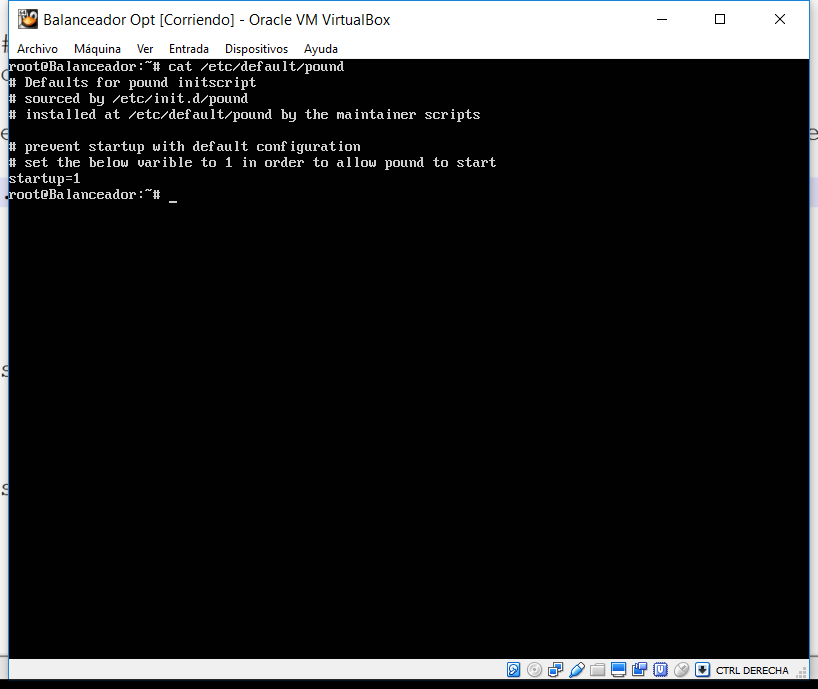 Balanceador Opt [Corriendo] - Oracle VM VirtualBox
Archivo Máquina Ver Entrada Dispositivos Ayuda
root@Balanceador:~# cat /etc/default/pound
# Defaults for pound initscript
# sourced by /etc/init.d/pound
# installed at /etc/default/pound by the maintainer scripts
# prevent startup with default configuration
# set the below varible to 1 in order to allow pound to start
startup=1
root@Balanceador:~# _
CTRL DERECHA